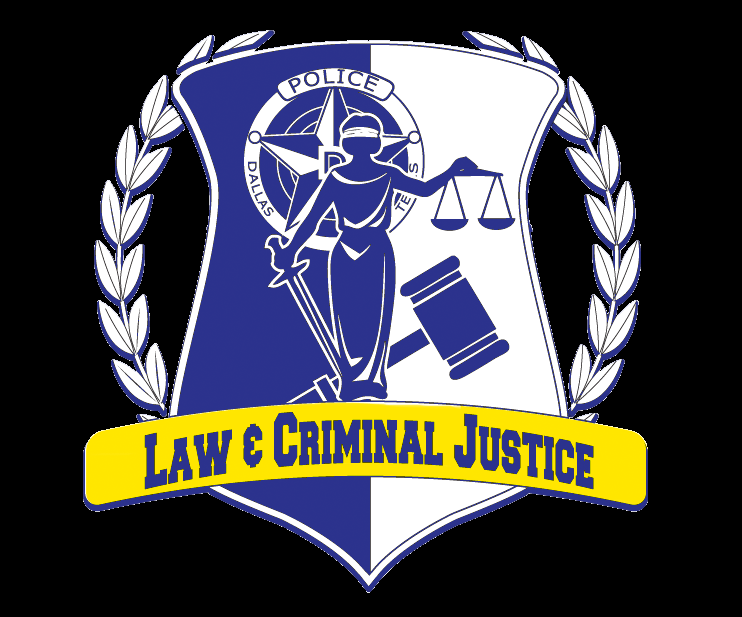 POLICE
D
DALLAS
LAW & CRIMINAL JUSTICE